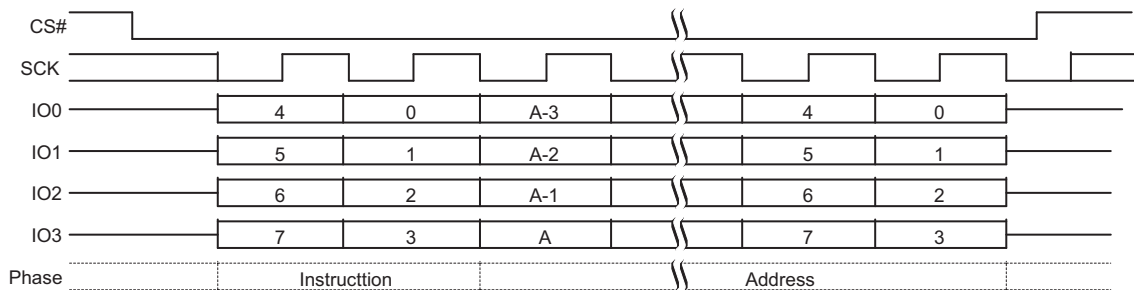 CS#
SCK
IO0 4 0 A-3 4 0
IO1 5 1 A-2 5 1
IO2 6 2 A-1 6 2
IO3 7 3 A 7 3
Phase Instructtion Address